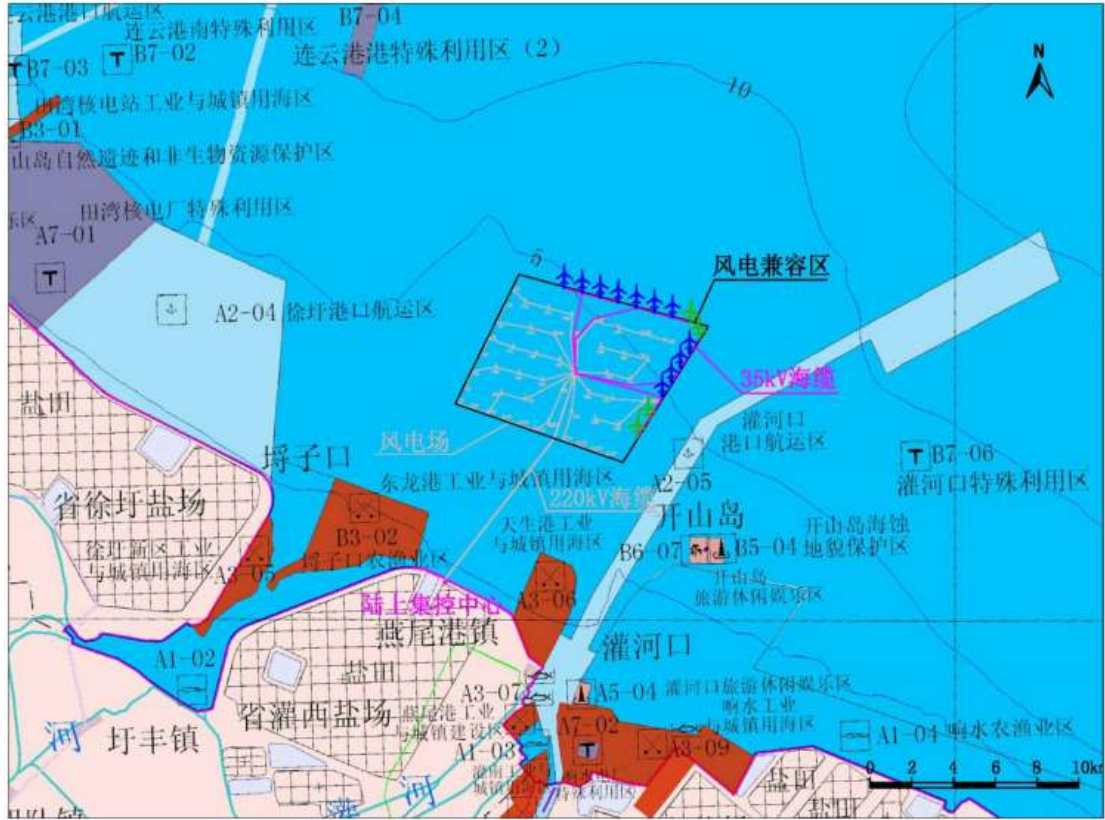 云港港口航运区
连云港南特殊利用区
B7-04
B7-03
B7-02
连云港港特殊利用区（2）
N
10
湾核电站工业与城镇用海区
B3-01
山岛自然遗迹和非生物资源保护区
乐区
田湾核电厂特殊利用区
A7-01
5
风电兼容区
A2-04 徐圩港口航运区
35kV海缆
盐田
灌河口
港口航运区
风电场
埒子口
B7-06
灌河口特殊利用区
东龙港工业与城镇用海区
A2-05
220kV海缆
省徐圩盐场
天生港工业
与城镇用海区
开山岛
开山岛海蚀
地貌保护区
徐圩新区工业
与城镇用海区
B3-02
埒子口农渔业区
B6-07
B5-04
A3-05
开山岛
旅游休闲娱乐区
陆上集控中心
A3-06
燕尾港镇
灌河口
A1-02
盐田
A3-07
A5-04
灌河口旅游休闲娱乐区
省灌西盐场
燕尾港工业
与城镇建设区
A7-02
响水工业
与城镇用海区
河
圩丰镇
A1-03
A3-09
A1-04 响水农渔业区
盐田
灌
河
0 2 4 6 8 10km
盐田